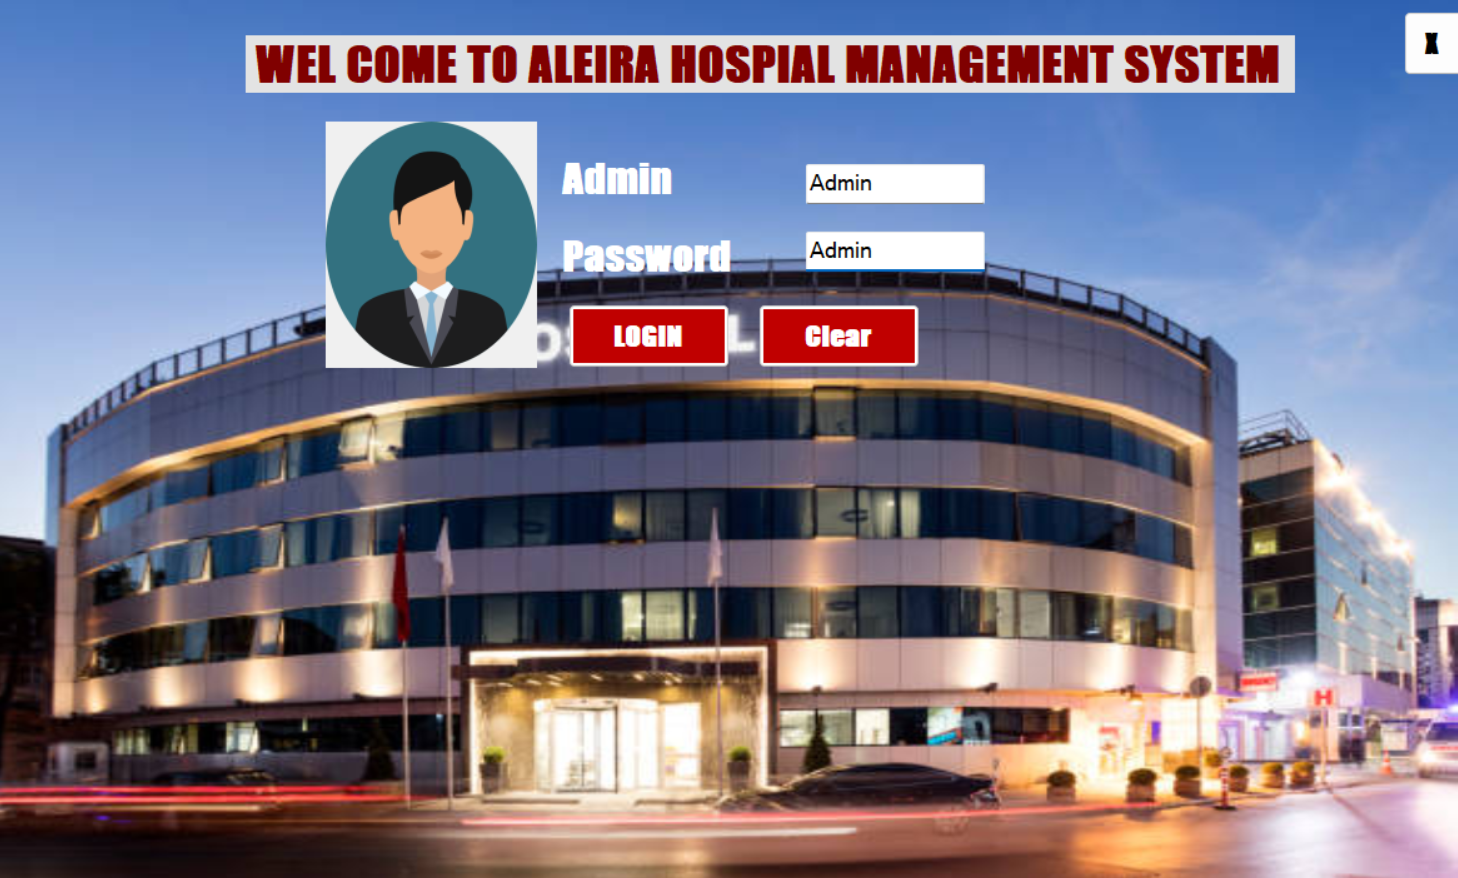 WEL COME TO ALEIRA HOSPIAL MANAGEMENT SYSTEM
X
Admin
Admin
Password
Admin
LOGIN
Clear
H